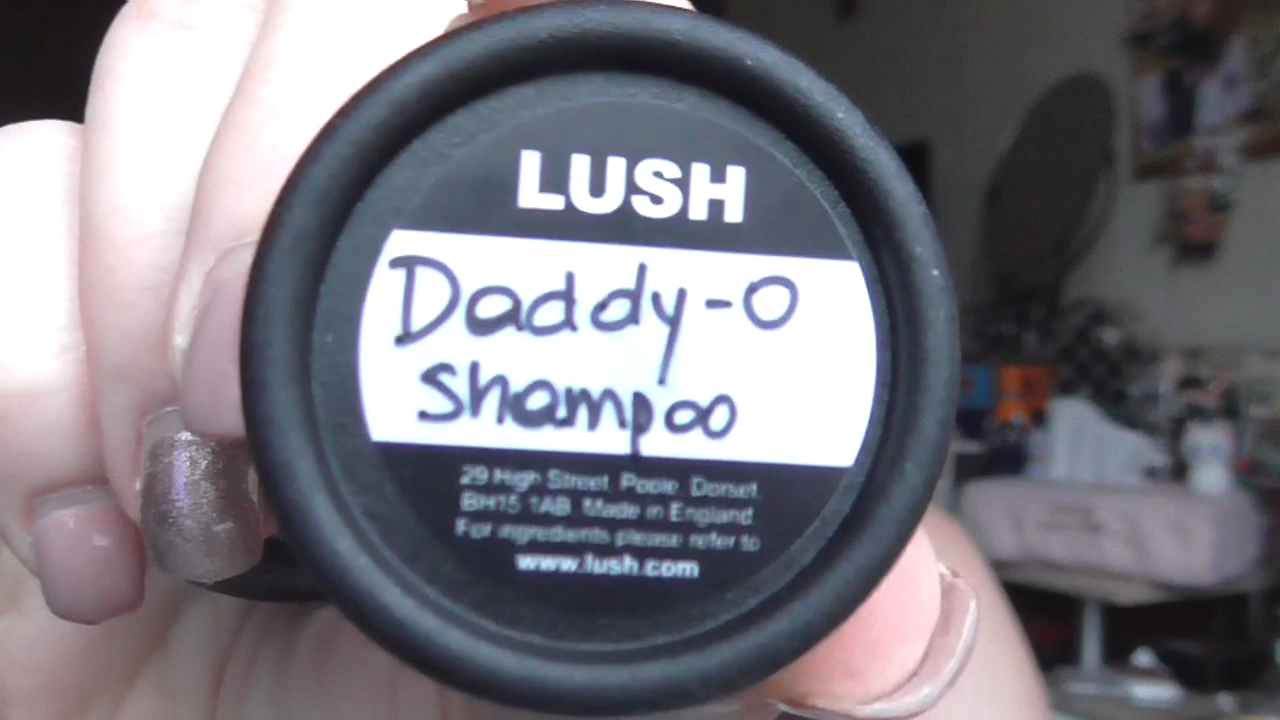 LUSH
Daddy-O
Shampoo
29 High Street, Poole, Dorset,
BH15 1AB. Made in England.
For ingredients please refer to
www.lush.com